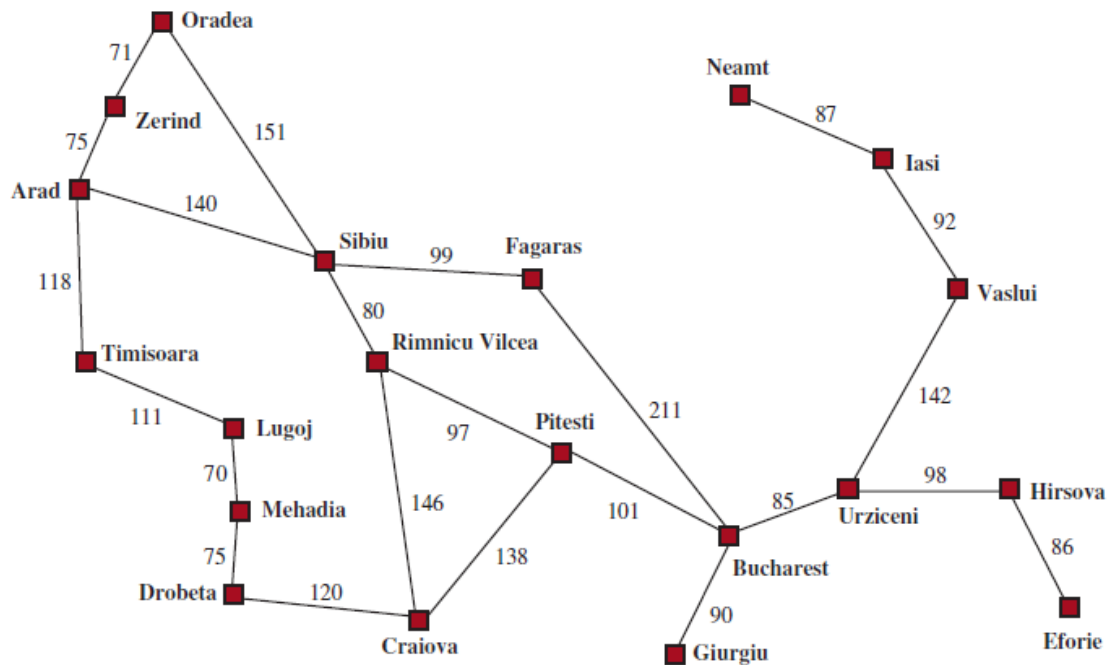 Oradea
71
Neamt
87
Zerind
151
75
Iasi
Arad
140
92
Sibiu
99
Fagaras
118
80
Vaslui
Rimnicu Vilcea
Timisoara
142
111
211
Lugoj
97
Pitesti
70
98
Hirsova
146
85
Mehadia
101
Urziceni
75
138
86
Bucharest
Drobeta
120
90
Craiova
Giurgiu
Eforie